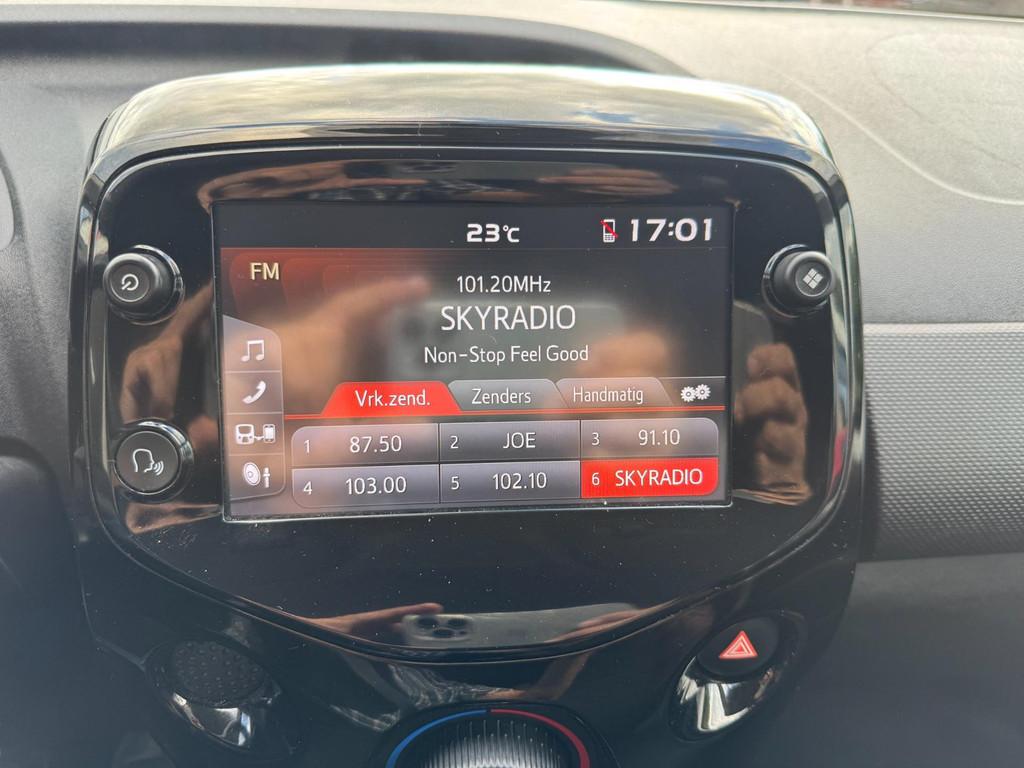 23°C 17:01
FM
101.20MHz
SKYRADIO
Non-Stop Feel Good
Vrk.zend. Zenders Handmatig
1 87.50 2 JOE 3 91.10
4 103.00 5 102.10 6 SKYRADIO